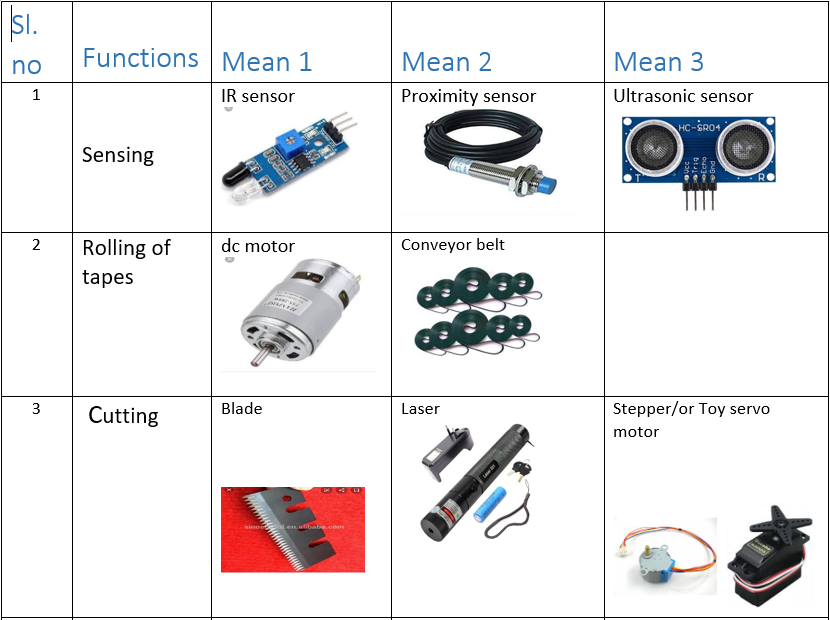 Sl.
no
Functions
Mean 1
Mean 2
Mean 3
1
Sensing
IR sensor
Proximity sensor
Ultrasonic sensor
HC-SR04
Vcc
Trig
Echo
Gnd
T
R
2
Rolling of
tapes
dc motor
Conveyor belt
3
Cutting
Blade
Laser
Stepper/or Toy servo
motor